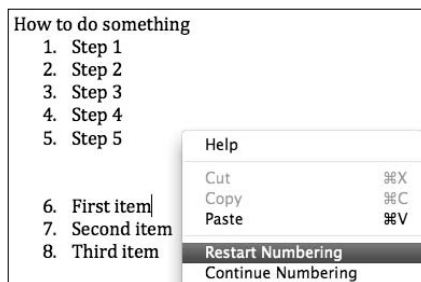 How to do something
1. Step 1
2. Step 2
3. Step 3
4. Step 4
5. Step 5
6. First item
7. Second item
8. Third item
Help
Cut ⌘X
Copy ⌘C
Paste ⌘V
Restart Numbering
Continue Numbering